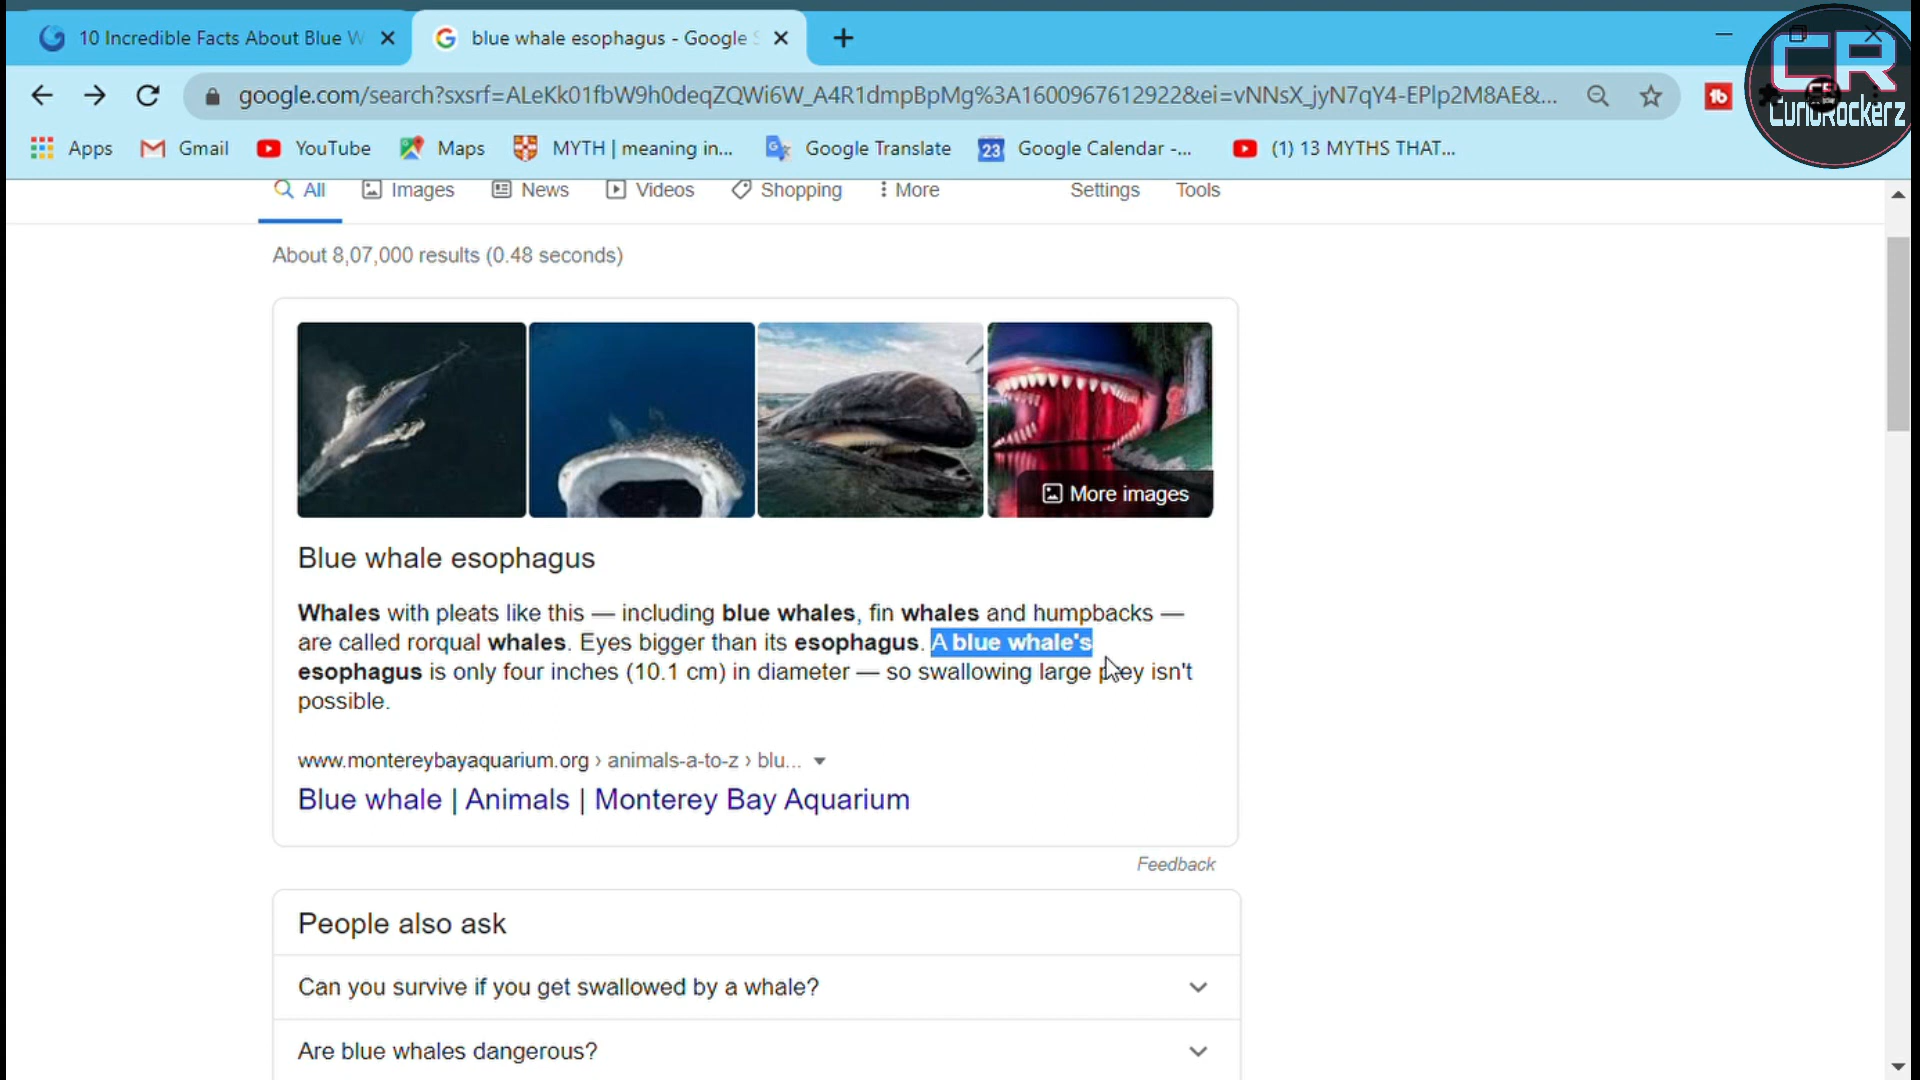 10 Incredible Facts About Blue W
blue whale esophagus - Google S
google.com/search?sxsrf=ALeKk01fbW9h0deqZQWi6W_A4R1dmpBpMg%3A1600967612922&ei=vNNsX_jyN7qY4-EPlp2M8AE&...
CR
CurioRockerz
Apps
Gmail
YouTube
Maps
MYTH | meaning in...
Google Translate
23
Google Calendar -...
(1) 13 MYTHS THAT...
All
Images
News
Videos
Shopping
More
Settings
Tools
About 8,07,000 results (0.48 seconds)
More images
Blue whale esophagus
Whales with pleats like this — including blue whales, fin whales and humpbacks —
are called rorqual whales. Eyes bigger than its esophagus. A blue whale's
esophagus is only four inches (10.1 cm) in diameter — so swallowing large prey isn't
possible.
www.montereybayaquarium.org › animals-a-to-z › blu...
Blue whale | Animals | Monterey Bay Aquarium
Feedback
People also ask
Can you survive if you get swallowed by a whale?
Are blue whales dangerous?